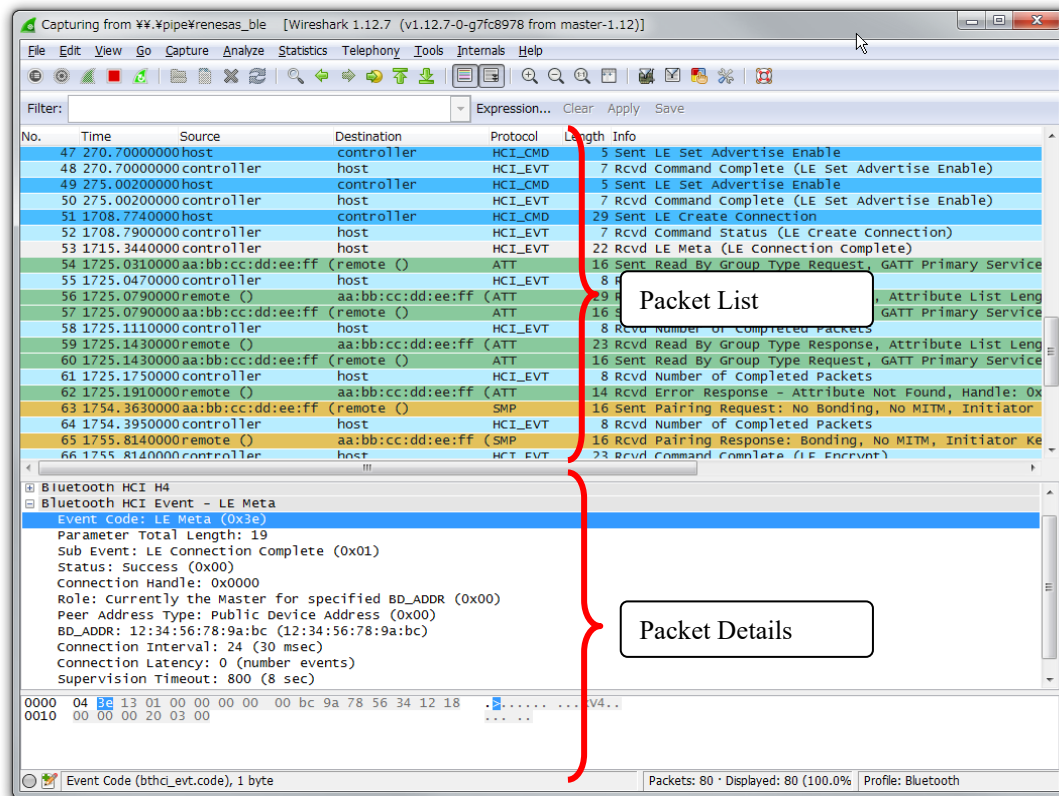 Capturing from ¥¥.¥pipe¥renesas_ble [Wireshark 1.12.7 (v1.12.7-0-g7fc8978 from master-1.12)]
File Edit View Go Capture Analyze Statistics Telephony Tools Internals Help
Filter: Expression... Clear Apply Save
No. Time Source Destination Protocol Length Info
47 270.70000000 host controller HCI_CMD 5 Sent LE Set Advertise Enable
48 270.70000000 controller host HCI_EVT 7 Rcvd Command Complete (LE Set Advertise Enable)
49 275.00200000 host controller HCI_CMD 5 Sent LE Set Advertise Enable
50 275.00200000 controller host HCI_EVT 7 Rcvd Command Complete (LE Set Advertise Enable)
51 1708.7740000 host controller HCI_CMD 29 Sent LE Create Connection
52 1708.7900000 controller host HCI_EVT 7 Rcvd Command Status (LE Create Connection)
53 1715.3440000 controller host HCI_EVT 22 Rcvd LE Meta (LE Connection Complete)
54 1725.0310000 aa:bb:cc:dd:ee:ff (remote () ATT 16 Sent Read By Group Type Request, GATT Primary Service
55 1725.0470000 controller host HCI_EVT 8
56 1725.0790000 remote () aa:bb:cc:dd:ee:ff (ATT 29 , Attribute List Leng
57 1725.0790000 aa:bb:cc:dd:ee:ff (remote () ATT 16 GATT Primary Service
Packet List
58 1725.1110000 controller host HCI_EVT 8 Rcvd Number of Completed Packets
59 1725.1430000 remote () aa:bb:cc:dd:ee:ff (ATT 23 Rcvd Read By Group Type Response, Attribute List Leng
60 1725.1430000 aa:bb:cc:dd:ee:ff (remote () ATT 16 Sent Read By Group Type Request, GATT Primary Service
61 1725.1750000 controller host HCI_EVT 8 Rcvd Number of Completed Packets
62 1725.1910000 remote () aa:bb:cc:dd:ee:ff (ATT 14 Rcvd Error Response - Attribute Not Found, Handle: 0x
63 1754.3630000 aa:bb:cc:dd:ee:ff (remote () SMP 16 Sent Pairing Request: No Bonding, No MITM, Initiator
64 1754.3950000 controller host HCI_EVT 8 Rcvd Number of Completed Packets
65 1755.8140000 remote () aa:bb:cc:dd:ee:ff (SMP 16 Rcvd Pairing Response: Bonding, No MITM, Initiator Ke
66 1755.8140000 controller host HCI_EVT 23 Rcvd Command Complete (LE Encrypt)
Bluetooth HCI H4
Bluetooth HCI Event - LE Meta
Event Code: LE Meta (0x3e)
Parameter Total Length: 19
Sub Event: LE Connection Complete (0x01)
Status: Success (0x00)
Connection Handle: 0x0000
Role: Currently the Master for specified BD_ADDR (0x00)
Peer Address Type: Public Device Address (0x00)
BD_ADDR: 12:34:56:78:9a:bc (12:34:56:78:9a:bc)
Connection Interval: 24 (30 msec)
Connection Latency: 0 (number events)
Supervision Timeout: 800 (8 sec)
Packet Details
0000 04 3e 13 01 00 00 00 00 00 bc 9a 78 56 34 12 18 .>...... ...xV4..
0010 00 00 00 20 03 00 ... ..
Event Code (bthci_evt.code), 1 byte Packets: 80 · Displayed: 80 (100.0% Profile: Bluetooth